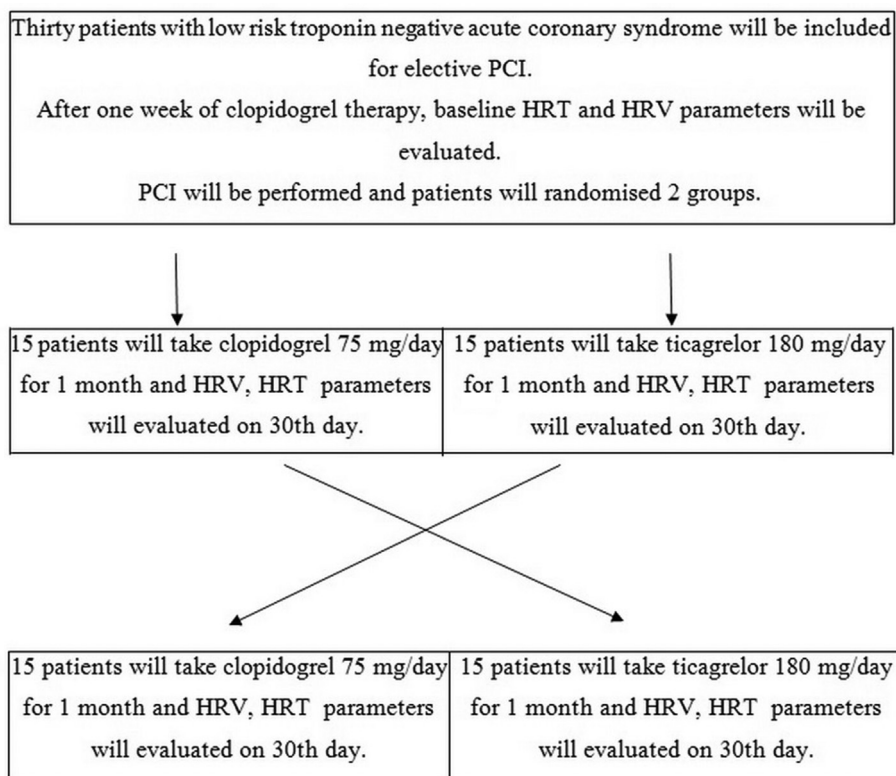 Thirty patients with low risk troponin negative acute coronary syndrome will be included
for elective PCI.
After one week of clopidogrel therapy, baseline HRT and HRV parameters will be
evaluated.
PCI will be performed and patients will randomised 2 groups.
15 patients will take clopidogrel 75 mg/day
for 1 month and HRV, HRT parameters
will evaluated on 30th day.
15 patients will take ticagrelor 180 mg/day
for 1 month and HRV, HRT parameters
will evaluated on 30th day.
15 patients will take clopidogrel 75 mg/day
for 1 month and HRV, HRT parameters
will evaluated on 30th day.
15 patients will take ticagrelor 180 mg/day
for 1 month and HRV, HRT parameters
will evaluated on 30th day.